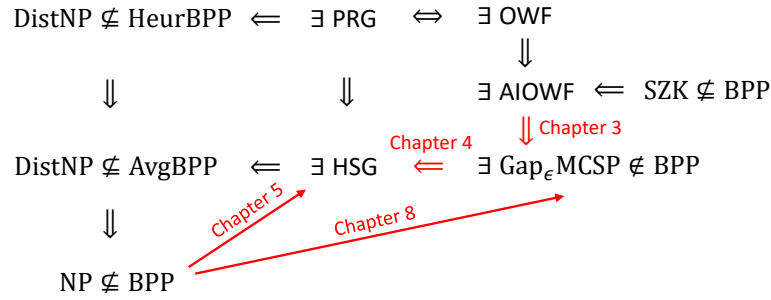 DistNP ⊈ HeurBPP ⇐ ∃ PRG ⇔ ∃ OWF
⇓
⇓ ⇓ ∃ AIOWF ⇐ SZK ⊈ BPP
⇓ Chapter 3
Chapter 4
DistNP ⊈ AvgBPP ⇐ ∃ HSG ⇐ ∃ Gap_ϵMCSP ∉ BPP
Chapter 5
⇓ Chapter 8
NP ⊈ BPP